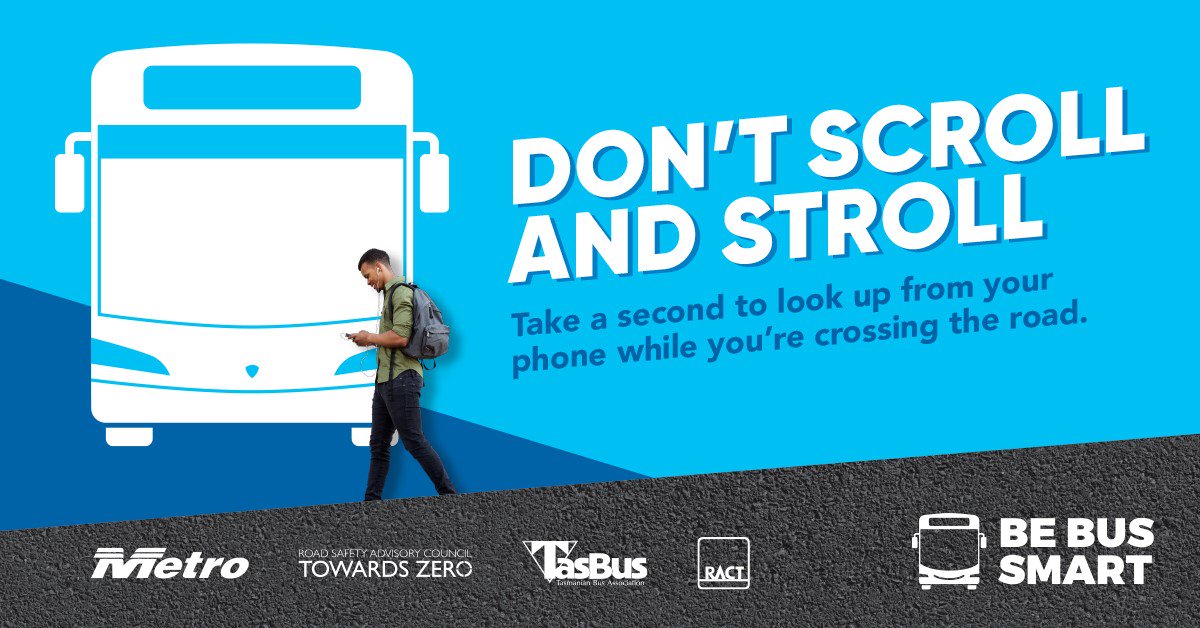 DON'T SCROLL
AND STROLL
Take a second to look up from your
phone while you're crossing the road.
Metro
ROAD SAFETY ADVISORY COUNCIL
TOWARDS ZERO
TasBus
Tasmanian Bus Association
RACT
BE BUS
SMART